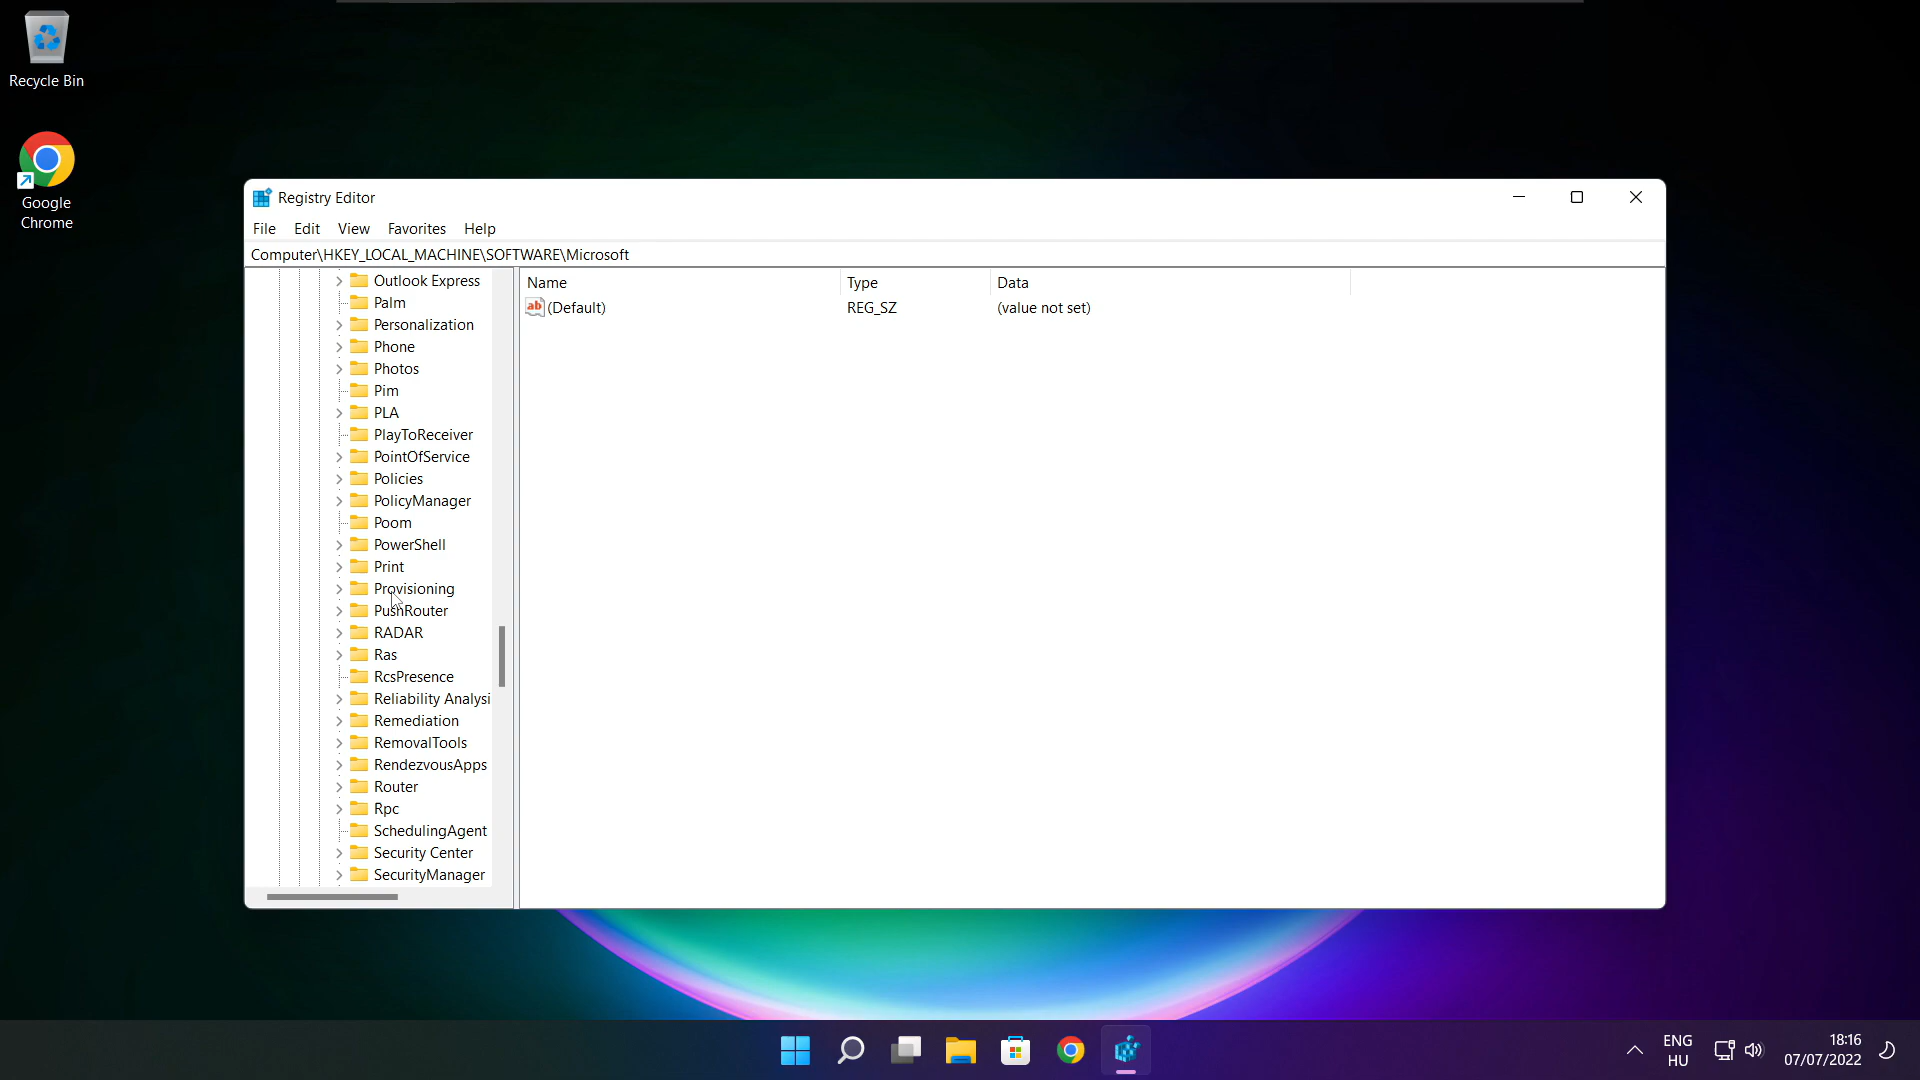 Recycle Bin
Google
Chrome
Registry Editor
File Edit View Favorites Help
Computer\HKEY_LOCAL_MACHINE\SOFTWARE\Microsoft
Name Type Data
ab (Default) REG_SZ (value not set)
Outlook Express
Palm
Personalization
Phone
Photos
Pim
PLA
PlayToReceiver
PointOfService
Policies
PolicyManager
Poom
PowerShell
Print
Provisioning
PushRouter
RADAR
Ras
RcsPresence
Reliability Analysi
Remediation
RemovalTools
RendezvousApps
Router
Rpc
SchedulingAgent
Security Center
SecurityManager
ENG
HU
18:16
07/07/2022